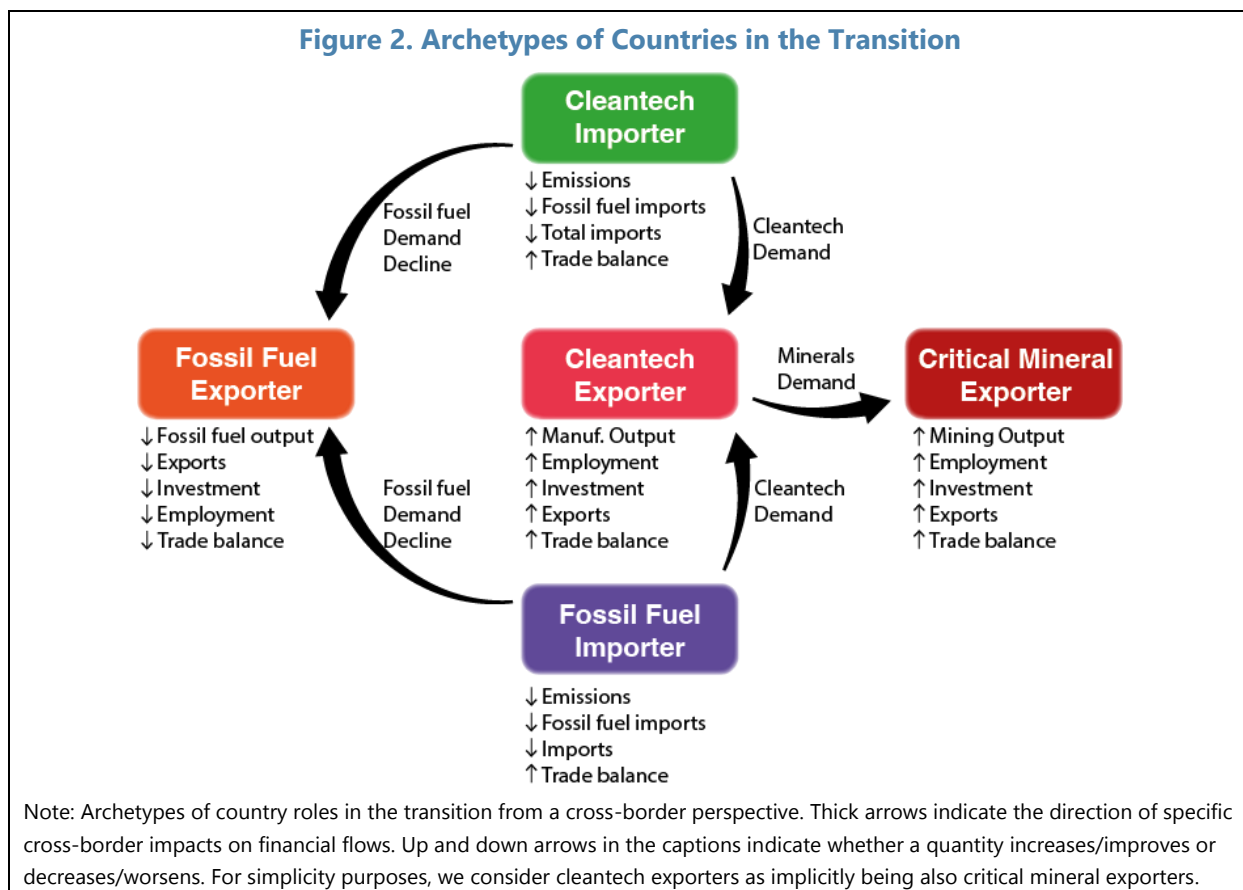 Figure 2. Archetypes of Countries in the Transition
Cleantech
Importer
↓ Emissions
↓ Fossil fuel imports
↓ Total imports
↑ Trade balance
Fossil fuel
Demand
Decline
Cleantech
Demand
Fossil Fuel
Exporter
↓ Fossil fuel output
↓ Exports
↓ Investment
↓ Employment
↓ Trade balance
Cleantech
Exporter
↑ Manuf. Output
↑ Employment
↑ Investment
↑ Exports
↑ Trade balance
Minerals
Demand
Critical Mineral
Exporter
↑ Mining Output
↑ Employment
↑ Investment
↑ Exports
↑ Trade balance
Fossil fuel
Demand
Decline
Cleantech
Demand
Fossil Fuel
Importer
↓ Emissions
↓ Fossil fuel imports
↓ Imports
↑ Trade balance
Note: Archetypes of country roles in the transition from a cross-border perspective. Thick arrows indicate the direction of specific
cross-border impacts on financial flows. Up and down arrows in the captions indicate whether a quantity increases/improves or
decreases/worsens. For simplicity purposes, we consider cleantech exporters as implicitly being also critical mineral exporters.